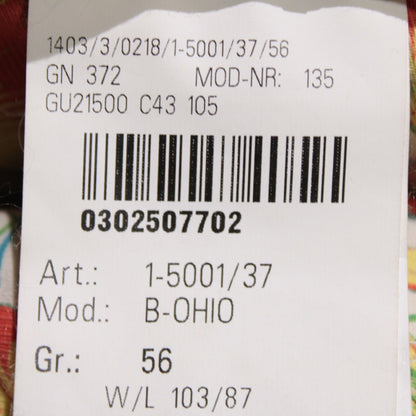 1403/3/0218/1-5001/37/56
GN 372 MOD-NR: 135
GU21500 C43 105
0302507702
Art.: 1-5001/37
Mod.: B-OHIO
Gr.: 56
W/L 103/87